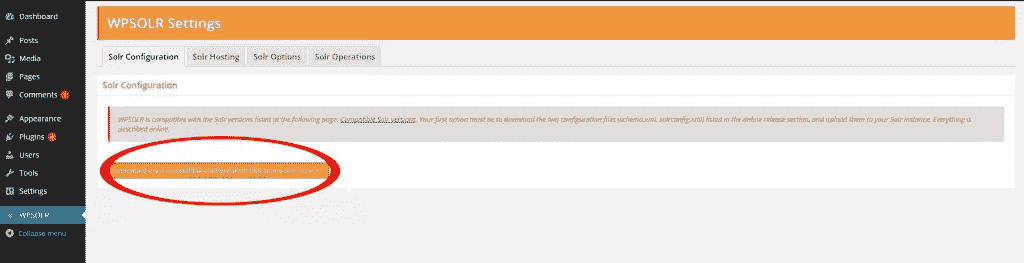 Dashboard
WPSOLR Settings
Posts
Media
Pages
Comments
Appearance
Plugins
Users
Tools
Settings
WPSOLR
Collapse menu
Solr Configuration
Solr Hosting
Solr Options
Solr Operations
Solr Configuration
WPSOLR is compatible with the Solr versions listed at the following page: Compatible Solr versions. Your first action must be to download the two configuration files (schema.xml, solrconfig.xml) listed in the online release section, and upload them to your Solr instance. Everything is
described online.